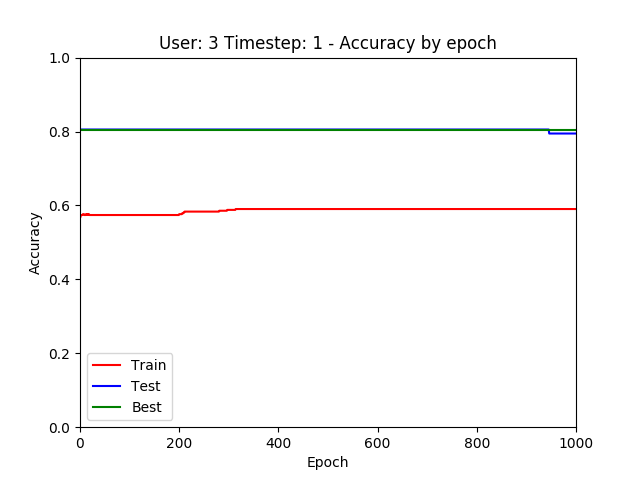 User: 3 Timestep: 1 - Accuracy by epoch
1.0
0.8
0.6
0.4
0.2
0.0
Accuracy
Train
Test
Best
0 200 400 600 800 1000
Epoch